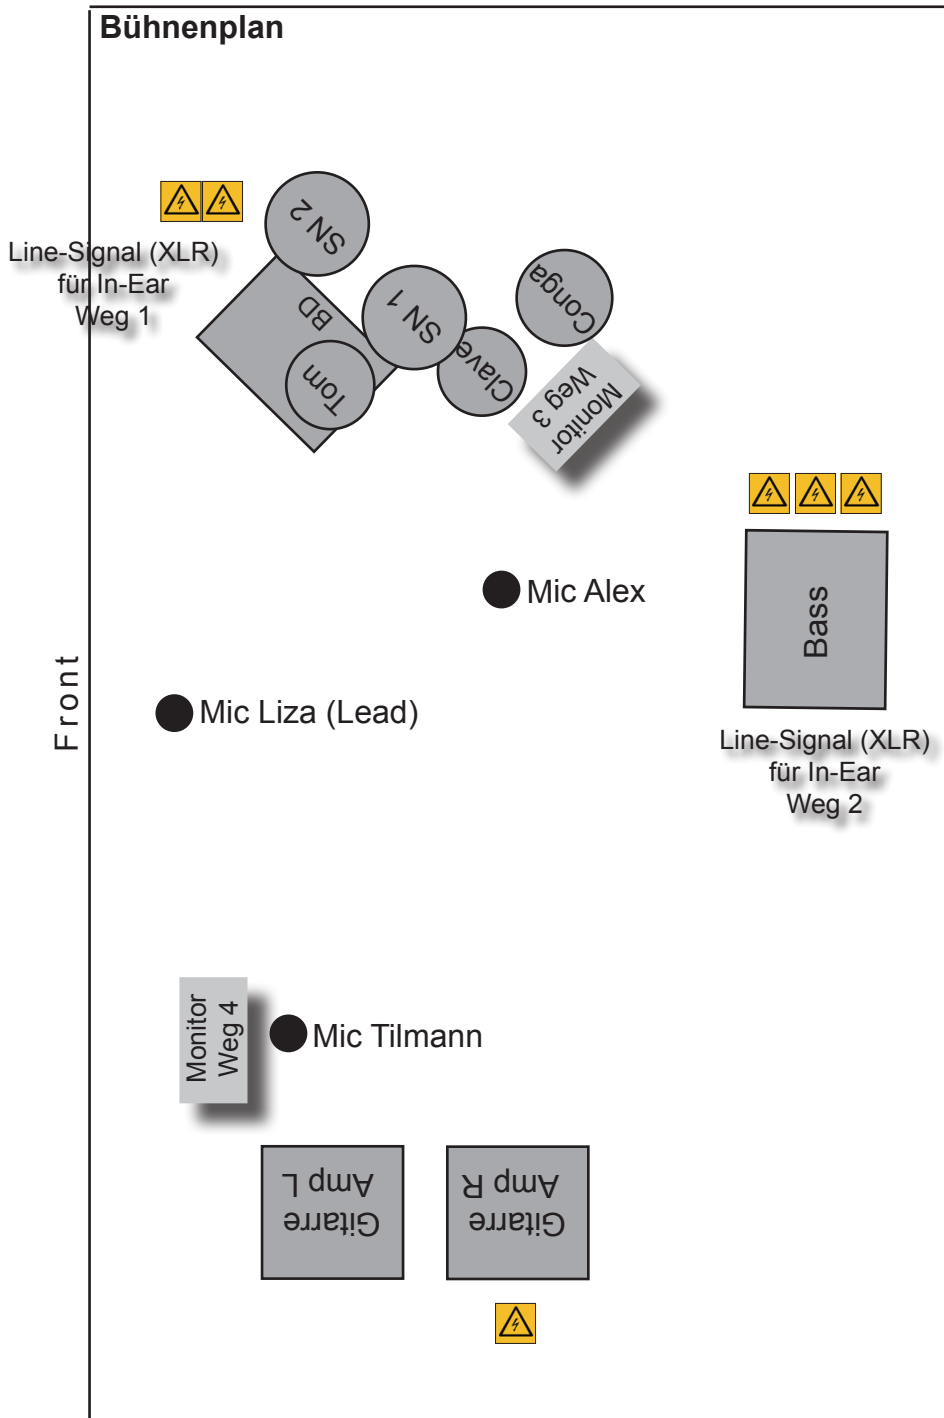 Bühnenplan
Line-Signal (XLR)
für In-Ear
Weg 1
SN 2
BD
SN 1
Tom
Clave
Conga
Monitor
Weg 3
Mic Alex
Bass
Front
Mic Liza (Lead)
Line-Signal (XLR)
für In-Ear
Weg 2
Monitor
Weg 4
Mic Tilmann
Gitarre
Amp L
Gitarre
Amp R